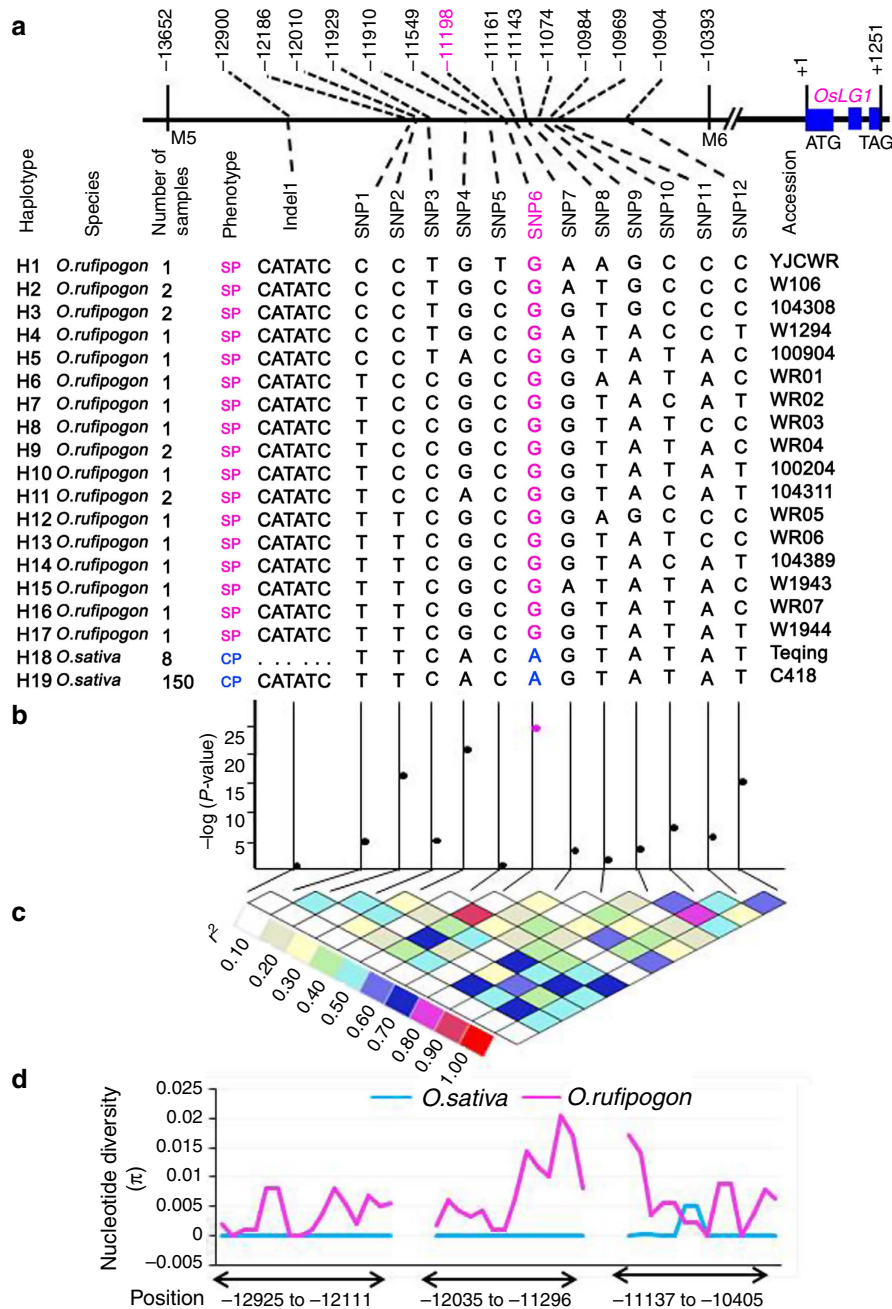 a
−13652 −12900 −12186 −12010 −11929 −11910 −11549 −11198 −11161 −11143 −11074 −10984 −10969 −10904 −10393 +1 +1251
OsLG1
M5 M6 ATG TAG
Haplotype Species Number of samples Phenotype Indel1 SNP1 SNP2 SNP3 SNP4 SNP5 SNP6 SNP7 SNP8 SNP9 SNP10 SNP11 SNP12 Accession
H1 O.rufipogon 1 SP CATATC C C T G T G A A G C C C YJCWR
H2 O.rufipogon 2 SP CATATC C C T G C G A T G C C C W106
H3 O.rufipogon 2 SP CATATC C C T G C G G T G C C C 104308
H4 O.rufipogon 1 SP CATATC C C T G C G A T A C C T W1294
H5 O.rufipogon 1 SP CATATC C C T A C G G T A T A C 100904
H6 O.rufipogon 1 SP CATATC T C C G C G G A A T A C WR01
H7 O.rufipogon 1 SP CATATC T C C G C G G T A C A T WR02
H8 O.rufipogon 1 SP CATATC T C C G C G G T A T C C WR03
H9 O.rufipogon 2 SP CATATC T C C G C G G T A T A C WR04
H10 O.rufipogon 1 SP CATATC T C C G C G G T A T A T 100204
H11 O.rufipogon 2 SP CATATC T C C A C G G T A C A T 104311
H12 O.rufipogon 1 SP CATATC T T C G C G G A G C C C WR05
H13 O.rufipogon 1 SP CATATC T T C G C G G T A T C C WR06
H14 O.rufipogon 1 SP CATATC T T C G C G G T A C A T 104389
H15 O.rufipogon 1 SP CATATC T T C G C G A T A T A C W1943
H16 O.rufipogon 1 SP CATATC T T C G C G G T A T A C WR07
H17 O.rufipogon 1 SP CATATC T T C G C G G T A T A T W1944
H18 O.sativa 8 CP . . . . . . T T C A C A G T A T A T Teqing
H19 O.sativa 150 CP CATATC T T C A C A G T A T A T C418
b
−log (P-value)
25
20
15
10
5
c
r²
0.10 0.20 0.30 0.40 0.50 0.60 0.70 0.80 0.90 1.00
d
O.sativa O.rufipogon
Nucleotide diversity (π)
0.025
0.02
0.015
0.01
0.005
0
−0.005
Position −12925 to −12111 −12035 to −11296 −11137 to −10405